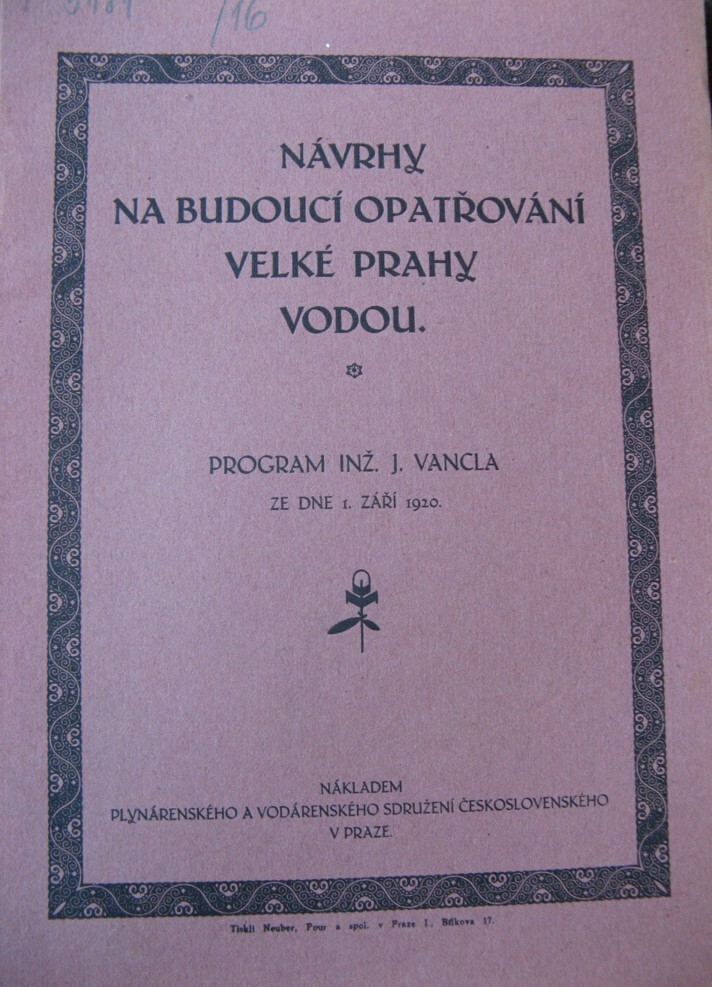 /16
NÁVRHY
NA BUDOUCÍ OPATŘOVÁNÍ
VELKÉ PRAHY
VODOU.
PROGRAM INŽ. J. VANCLA
ZE DNE 1. ZÁŘÍ 1920.
NÁKLADEM
PLYNÁRENSKÉHO A VODÁRENSKÉHO SDRUŽENÍ ČESKOSLOVENSKÉHO
V PRAZE.
Tiskli Neuber, Pour a spol. v Praze I., Bílkova 17.